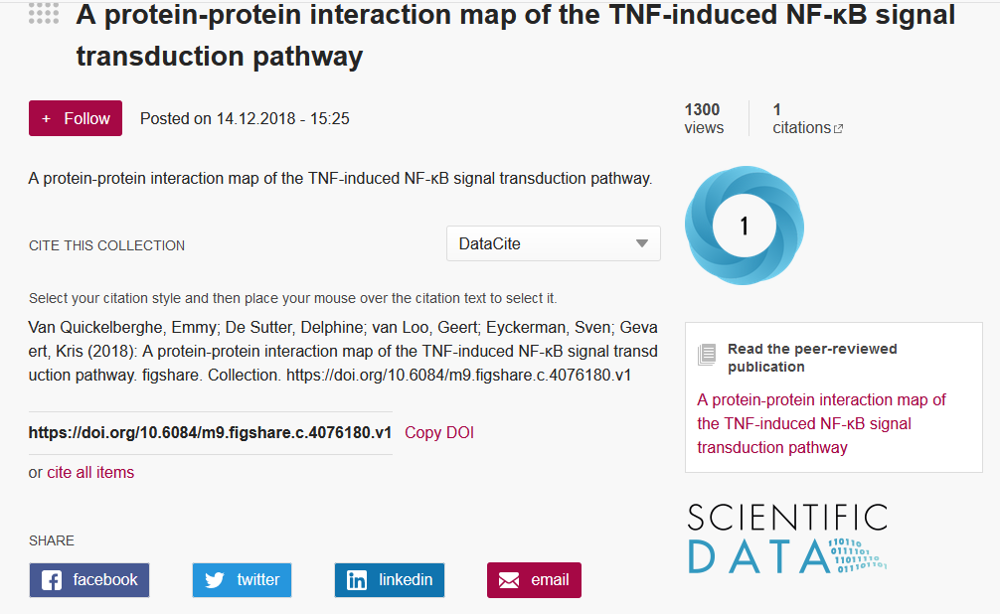 A protein-protein interaction map of the TNF-induced NF-κB signal
transduction pathway
+ Follow
Posted on 14.12.2018 - 15:25
1300
views
1
citations
A protein-protein interaction map of the TNF-induced NF-κB signal transduction pathway.
1
CITE THIS COLLECTION
DataCite
Select your citation style and then place your mouse over the citation text to select it.
Van Quickelberghe, Emmy; De Sutter, Delphine; van Loo, Geert; Eyckerman, Sven; Geva
ert, Kris (2018): A protein-protein interaction map of the TNF-induced NF-κB signal transd
uction pathway. figshare. Collection. https://doi.org/10.6084/m9.figshare.c.4076180.v1
https://doi.org/10.6084/m9.figshare.c.4076180.v1 Copy DOI
or cite all items
Read the peer-reviewed
publication
A protein-protein interaction map of
the TNF-induced NF-κB signal
transduction pathway
SCIENTIFIC
DATA
SHARE
facebook
twitter
linkedin
email